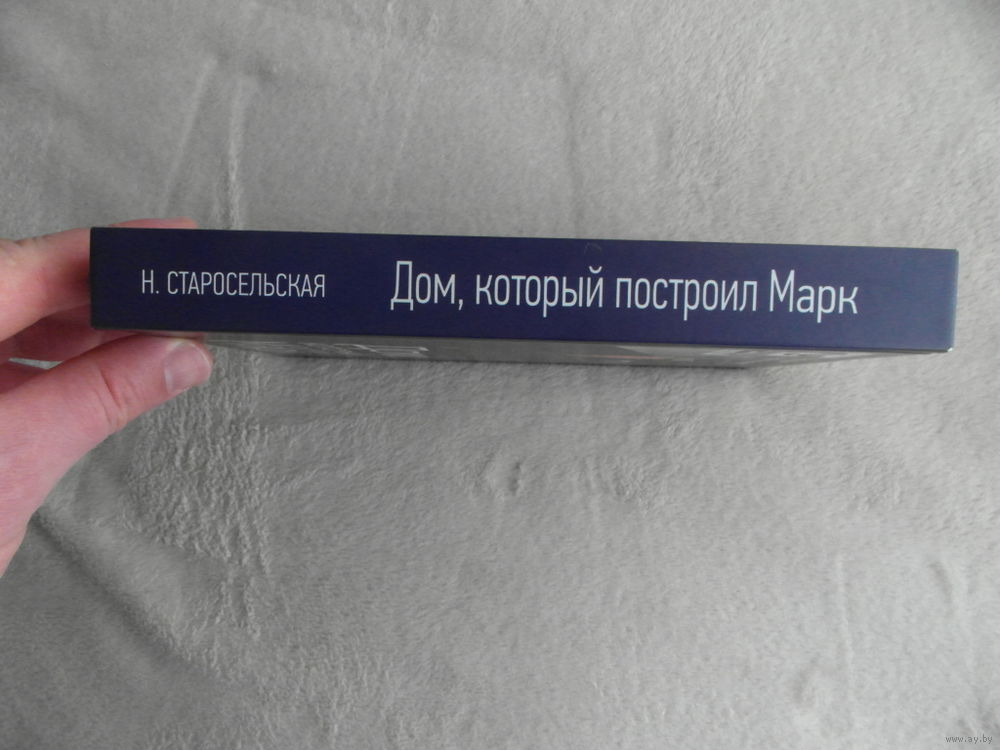 Н. СТАРОСЕЛЬСКАЯ
Дом, который построил Марк
www.ay.by